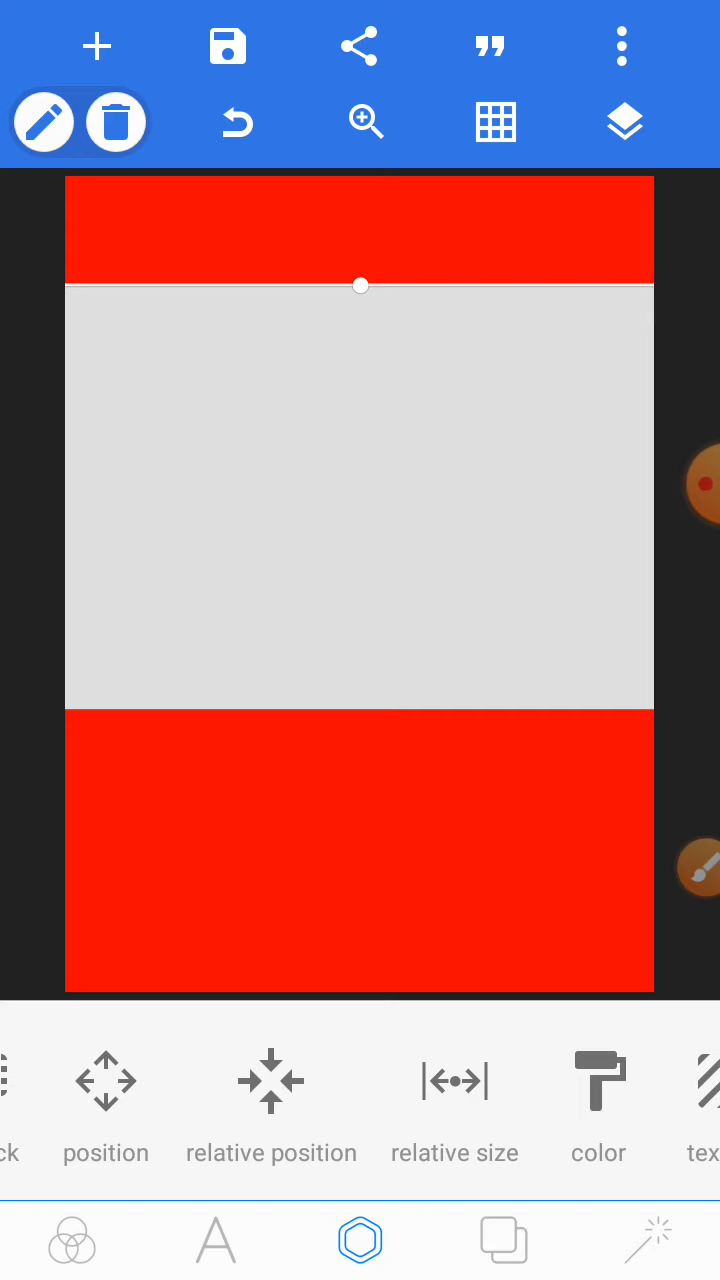 ck
position
relative position
relative size
color
tex